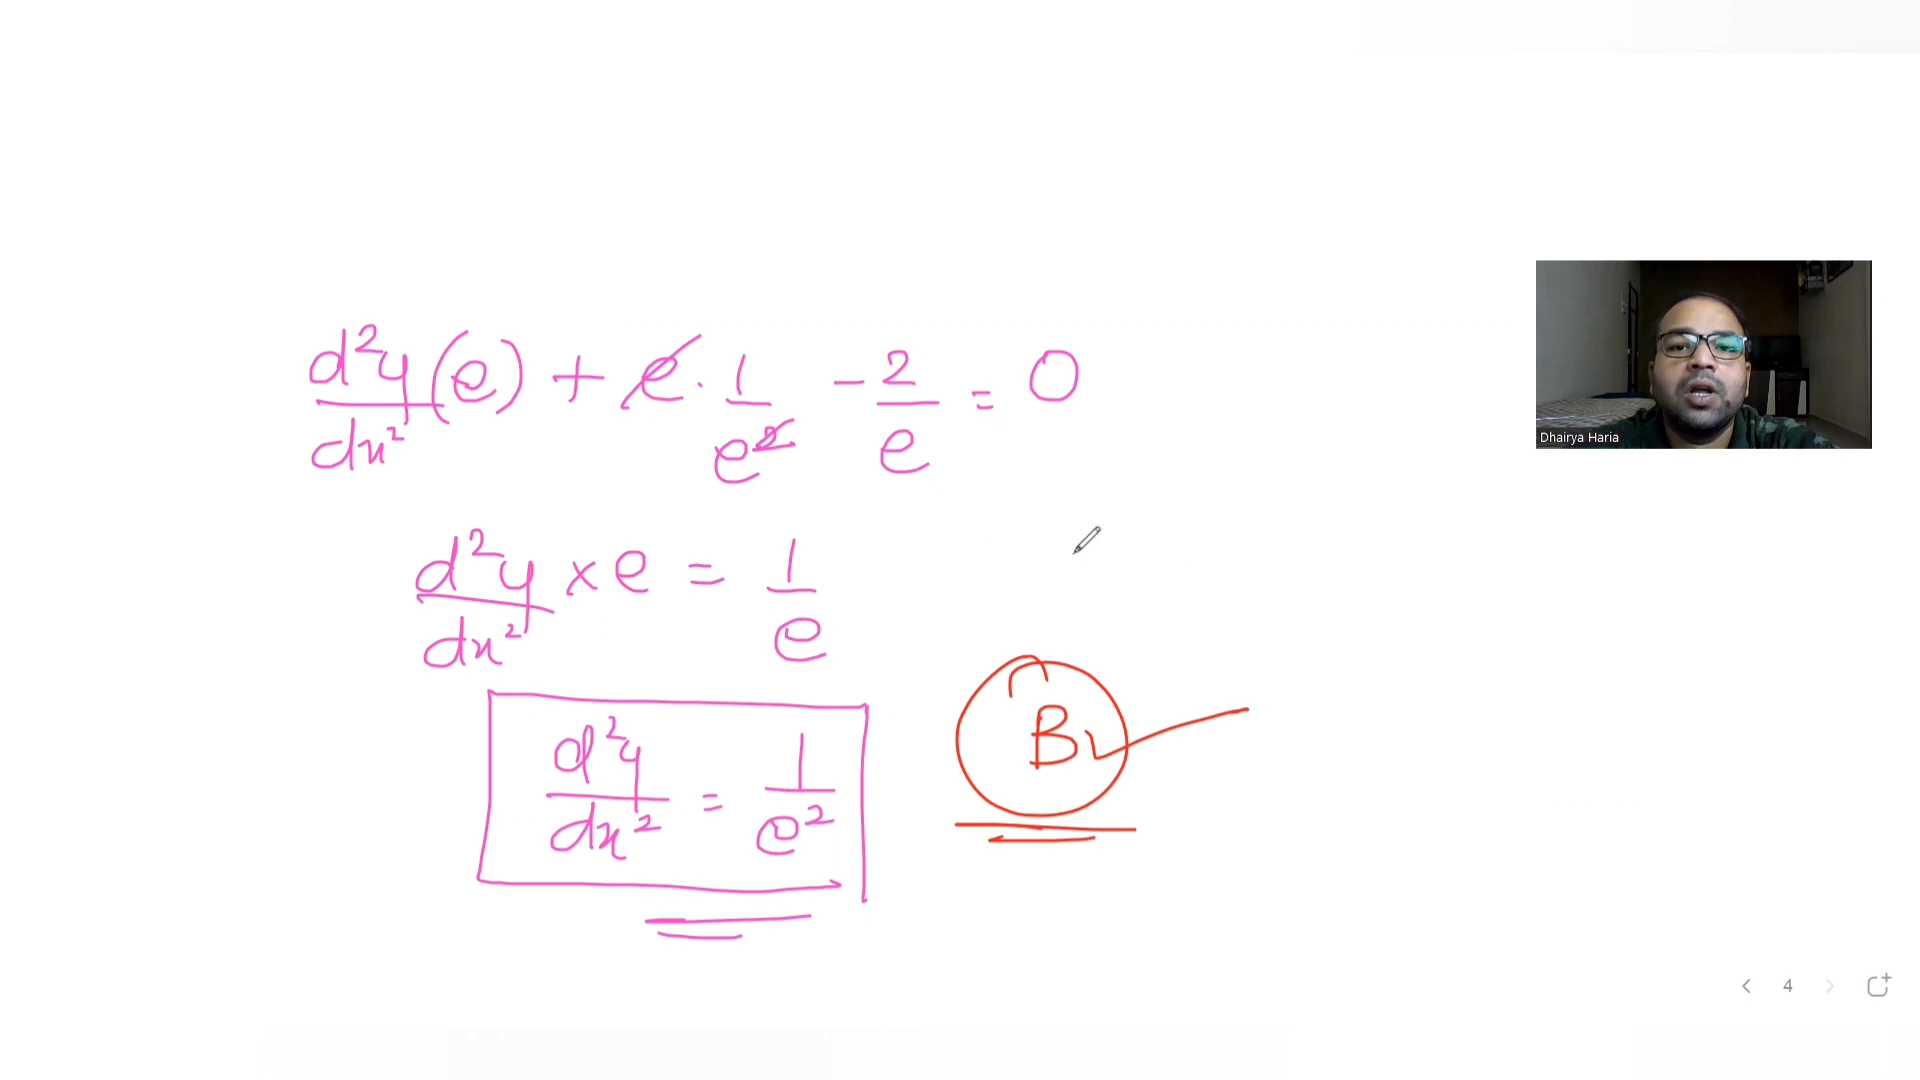 d²y/dx² (e) + e · 1/e² − 2/e = 0
d²y/dx² × e = 1/e
d²y/dx² = 1/e²
B
Dhairya Haria
4